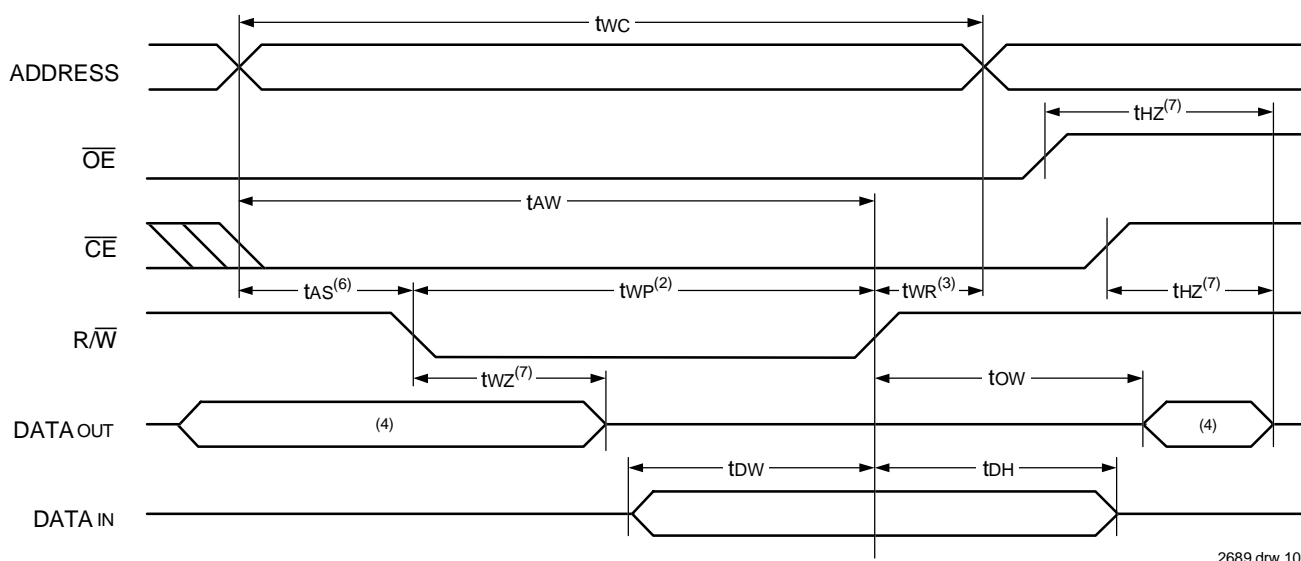 tWC
ADDRESS
tHZ(7)
OE
tAW
CE
tAS(6) tWP(2) tWR(3) tHZ(7)
R/W
tWZ(7) tOW
DATA OUT (4) (4)
tDW tDH
DATA IN
2689 drw 10